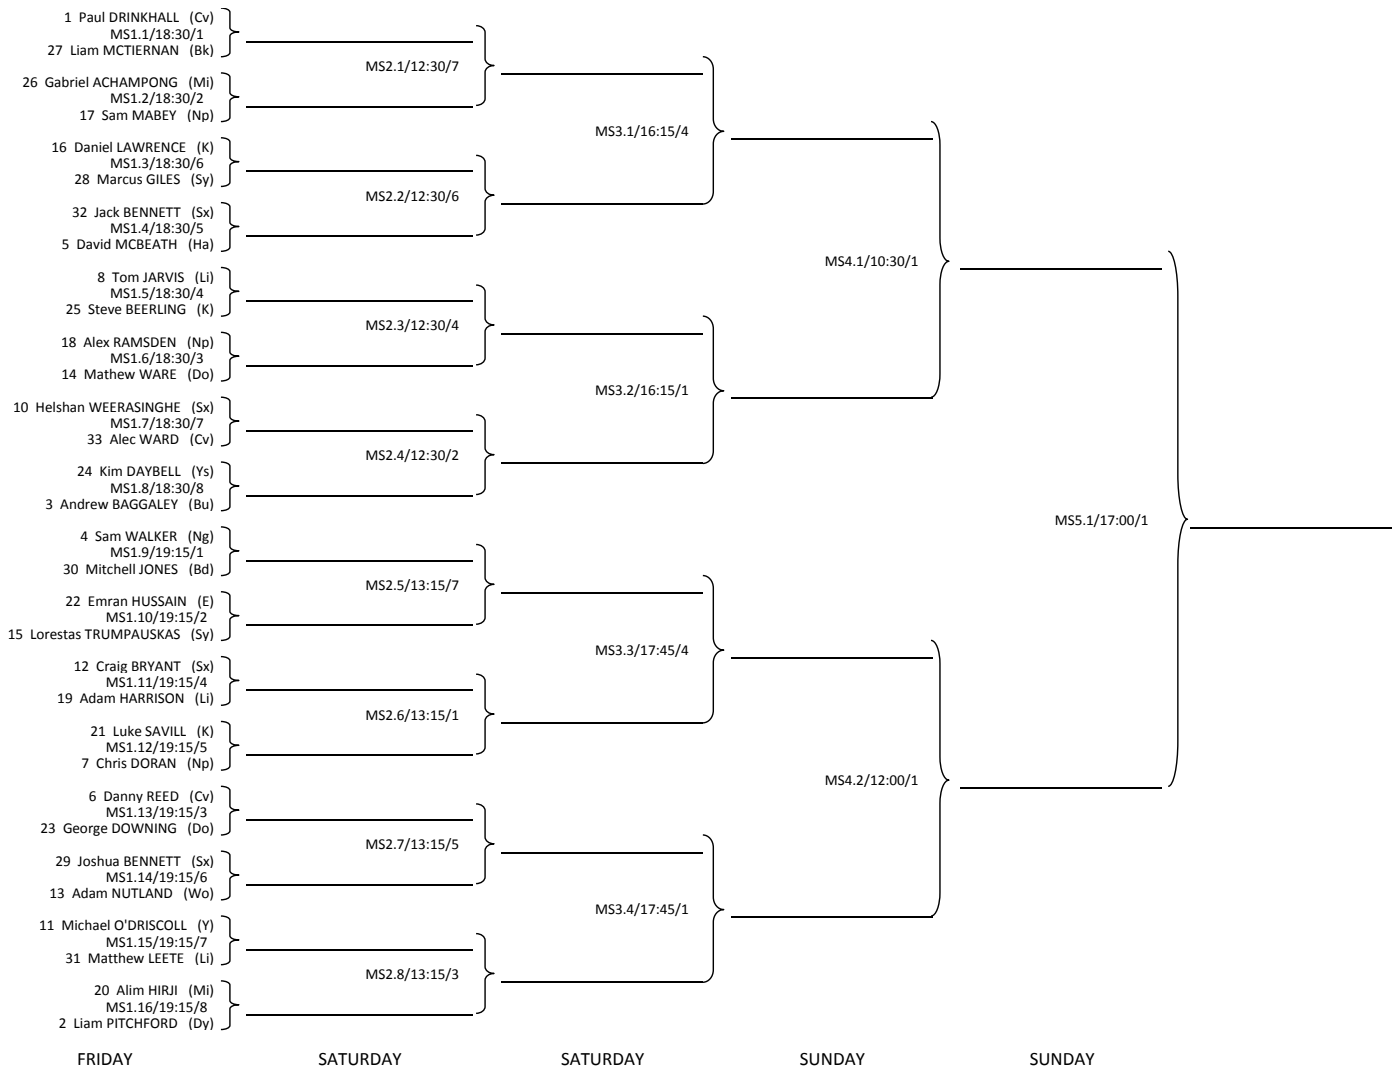 1 Paul DRINKHALL (Cv)
MS1.1/18:30/1
27 Liam MCTIERNAN (Bk)
26 Gabriel ACHAMPONG (Mi)
MS1.2/18:30/2
17 Sam MABEY (Np)
16 Daniel LAWRENCE (K)
MS1.3/18:30/6
28 Marcus GILES (Sy)
32 Jack BENNETT (Sx)
MS1.4/18:30/5
5 David MCBEATH (Ha)
8 Tom JARVIS (Li)
MS1.5/18:30/4
25 Steve BEERLING (K)
18 Alex RAMSDEN (Np)
MS1.6/18:30/3
14 Mathew WARE (Do)
10 Helshan WEERASINGHE (Sx)
MS1.7/18:30/7
33 Alec WARD (Cv)
24 Kim DAYBELL (Ys)
MS1.8/18:30/8
3 Andrew BAGGALEY (Bu)
4 Sam WALKER (Ng)
MS1.9/19:15/1
30 Mitchell JONES (Bd)
22 Emran HUSSAIN (E)
MS1.10/19:15/2
15 Lorestas TRUMPAUSKAS (Sy)
12 Craig BRYANT (Sx)
MS1.11/19:15/4
19 Adam HARRISON (Li)
21 Luke SAVILL (K)
MS1.12/19:15/5
7 Chris DORAN (Np)
6 Danny REED (Cv)
MS1.13/19:15/3
23 George DOWNING (Do)
29 Joshua BENNETT (Sx)
MS1.14/19:15/6
13 Adam NUTLAND (Wo)
11 Michael O'DRISCOLL (Y)
MS1.15/19:15/7
31 Matthew LEETE (Li)
20 Alim HIRJI (Mi)
MS1.16/19:15/8
2 Liam PITCHFORD (Dy)
MS2.1/12:30/7
MS2.2/12:30/6
MS2.3/12:30/4
MS2.4/12:30/2
MS2.5/13:15/7
MS2.6/13:15/1
MS2.7/13:15/5
MS2.8/13:15/3
MS3.1/16:15/4
MS3.2/16:15/1
MS3.3/17:45/4
MS3.4/17:45/1
MS4.1/10:30/1
MS4.2/12:00/1
MS5.1/17:00/1
FRIDAY SATURDAY SATURDAY SUNDAY SUNDAY